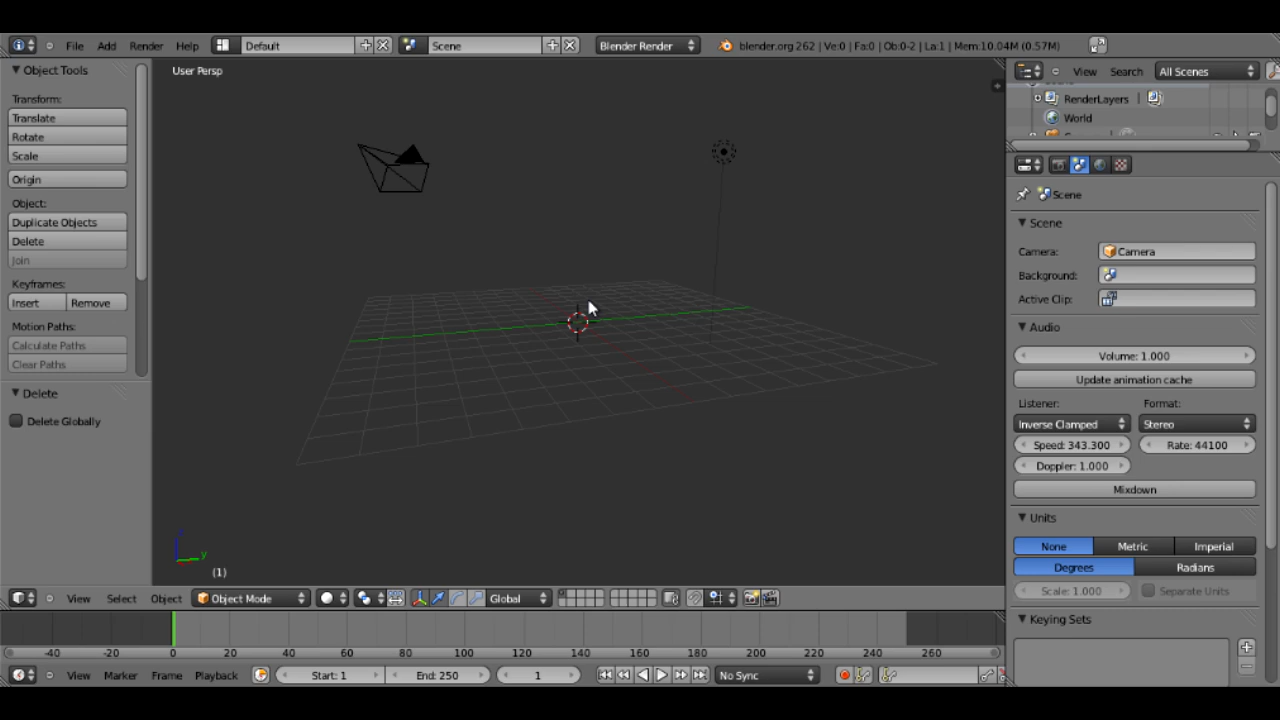 File Add Render Help Default Scene Blender Render blender.org 262 | Ve:0 | Fa:0 | Ob:0-2 | La:1 | Mem:10.04M (0.57M)
Object Tools
Transform:
Translate
Rotate
Scale
Origin
Object:
Duplicate Objects
Delete
Join
Keyframes:
Insert Remove
Motion Paths:
Calculate Paths
Clear Paths
Delete
Delete Globally
User Persp
y
(1)
View Select Object Object Mode Global
-40 -20 0 20 40 60 80 100 120 140 160 180 200 220 240 260
View Marker Frame Playback Start: 1 End: 250 1 No Sync
View Search All Scenes
RenderLayers |
World
Scene
Scene
Camera: Camera
Background:
Active Clip:
Audio
Volume: 1.000
Update animation cache
Listener: Format:
Inverse Clamped Stereo
Speed: 343.300 Rate: 44100
Doppler: 1.000
Mixdown
Units
None Metric Imperial
Degrees Radians
Scale: 1.000 Separate Units
Keying Sets